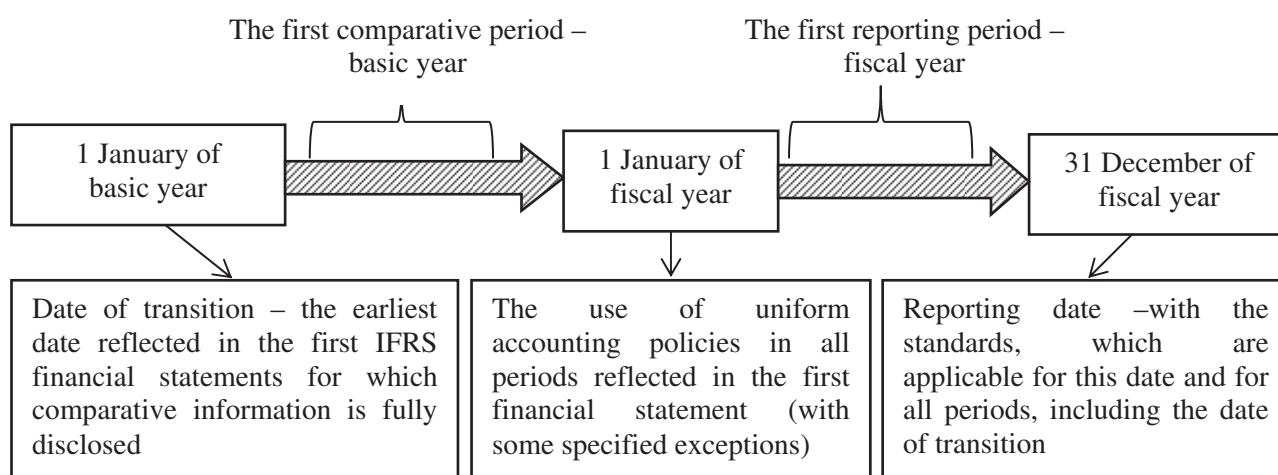 The first comparative period –
basic year
The first reporting period –
fiscal year
1 January of
basic year
1 January of
fiscal year
31 December of
fiscal year
Date of transition – the earliest
date reflected in the first IFRS
financial statements for which
comparative information is fully
disclosed
The use of uniform
accounting policies in all
periods reflected in the first
financial statement (with
some specified exceptions)
Reporting date –with the
standards, which are
applicable for this date and for
all periods, including the date
of transition